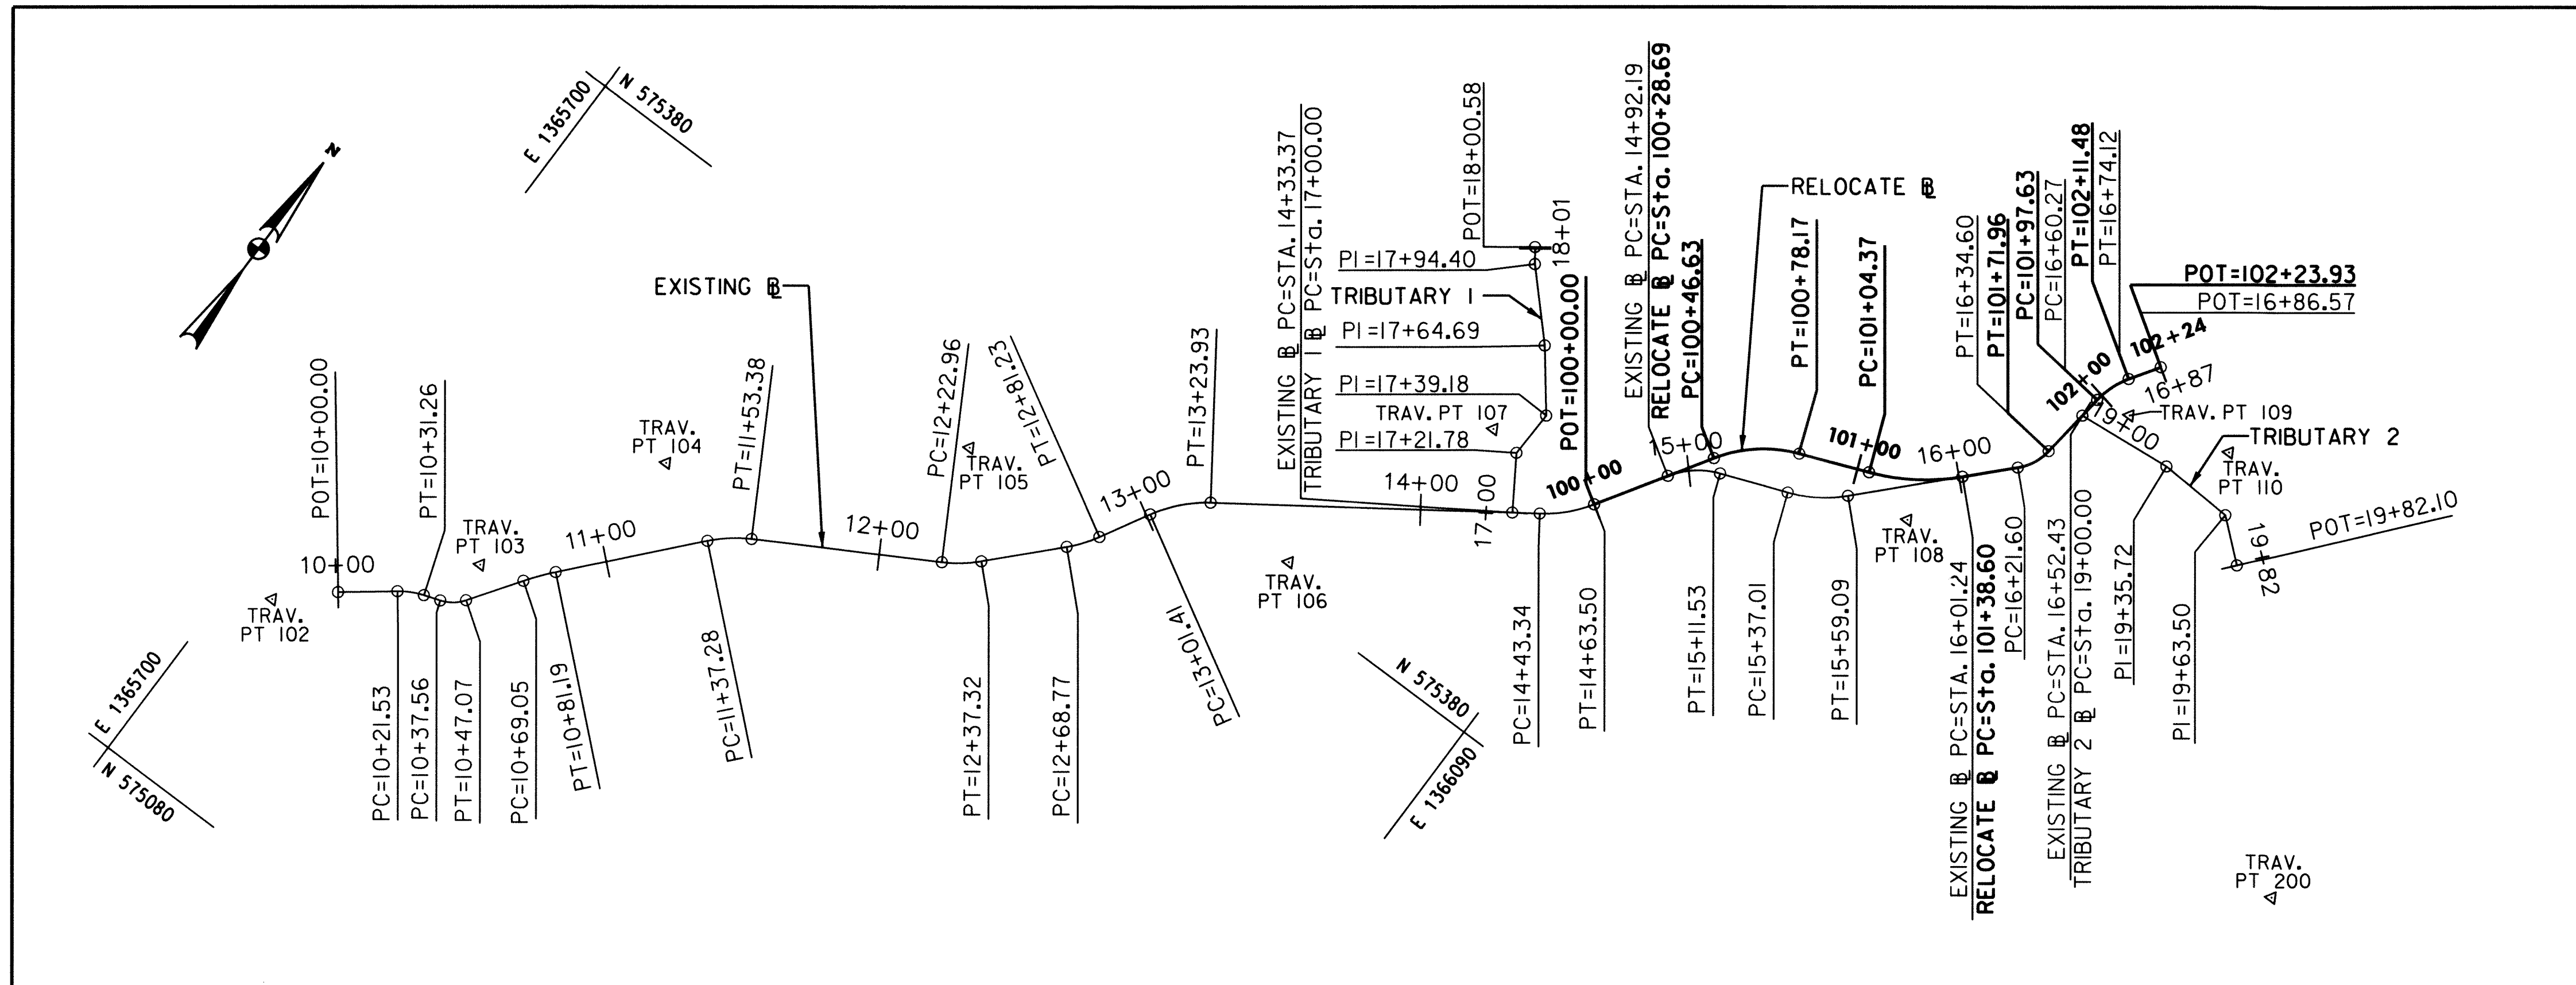 E 1365700
N 575380
N
EXISTING BL
POT=10+00.00
PT=10+31.26
TRAV.
PT 104
PT=11+53.38
PC=12+22.96
PT=12+81.23
PT=13+23.93
EXISTING BL PC=STA. 14+33.37
TRIBUTARY 1 BL PC=Sta. 17+00.00
POT=18+00.58
18+01
PI=17+94.40
TRIBUTARY 1
PI=17+64.69
PI=17+39.18
TRAV. PT 107
PI=17+21.78
POT=100+00.00
EXISTING BL PC=STA. 14+92.19
RELOCATE BL PC=Sta. 100+28.69
PC=100+46.63
RELOCATE BL
PT=100+78.17
PC=101+04.37
PT=16+34.60
PT=101+71.96
PC=101+97.63
PC=16+60.27
PT=102+11.48
PT=16+74.12
POT=102+23.93
POT=16+86.57
102+24
16+87
102+00
19+00
TRAV. PT 109
TRIBUTARY 2
TRAV.
PT 110
POT=19+82.10
19+82
10+00
TRAV.
PT 103
11+00
12+00
TRAV.
PT 105
13+00
14+00
17+00
100+00
15+00
101+00
16+00
TRAV.
PT 102
TRAV.
PT 106
TRAV.
PT 108
E 1365700
N 575080
PC=10+21.53
PC=10+37.56
PT=10+47.07
PC=10+69.05
PT=10+81.19
PC=11+37.28
PT=12+37.32
PC=12+68.77
PC=13+01.41
N 575380
E 1366090
PC=14+43.34
PT=14+63.50
PT=15+11.53
PC=15+37.01
PT=15+59.09
EXISTING BL PC=STA. 16+01.24
RELOCATE BL PC=Sta. 101+38.60
PC=16+21.60
EXISTING BL PC=STA. 16+52.43
TRIBUTARY 2 BL PC=Sta. 19+00.00
PI=19+35.72
PI=19+63.50
TRAV.
PT 200